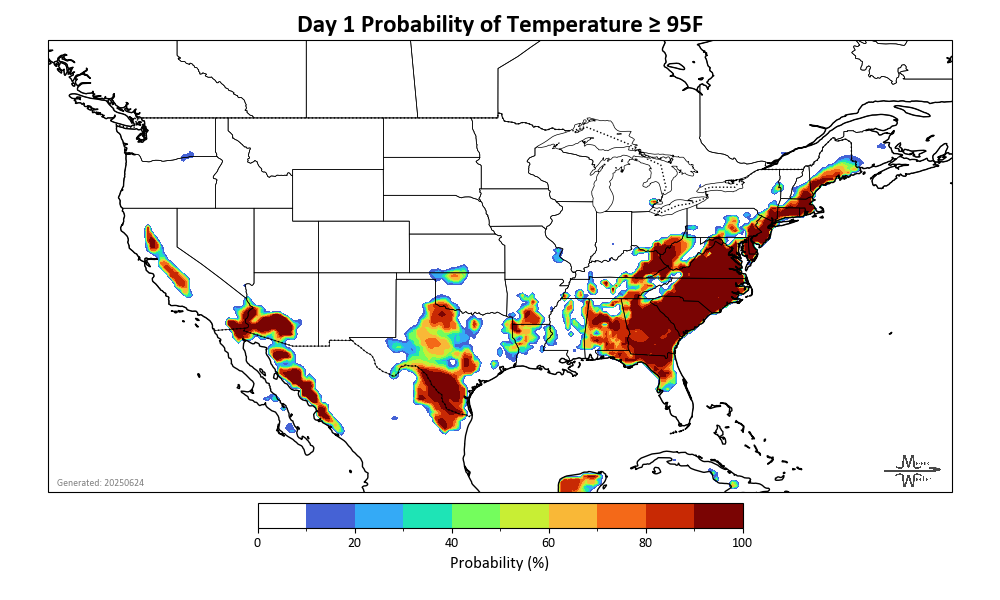 Day 1 Probability of Temperature ≥ 95F
Generated: 20250624
0 20 40 60 80 100
Probability (%)